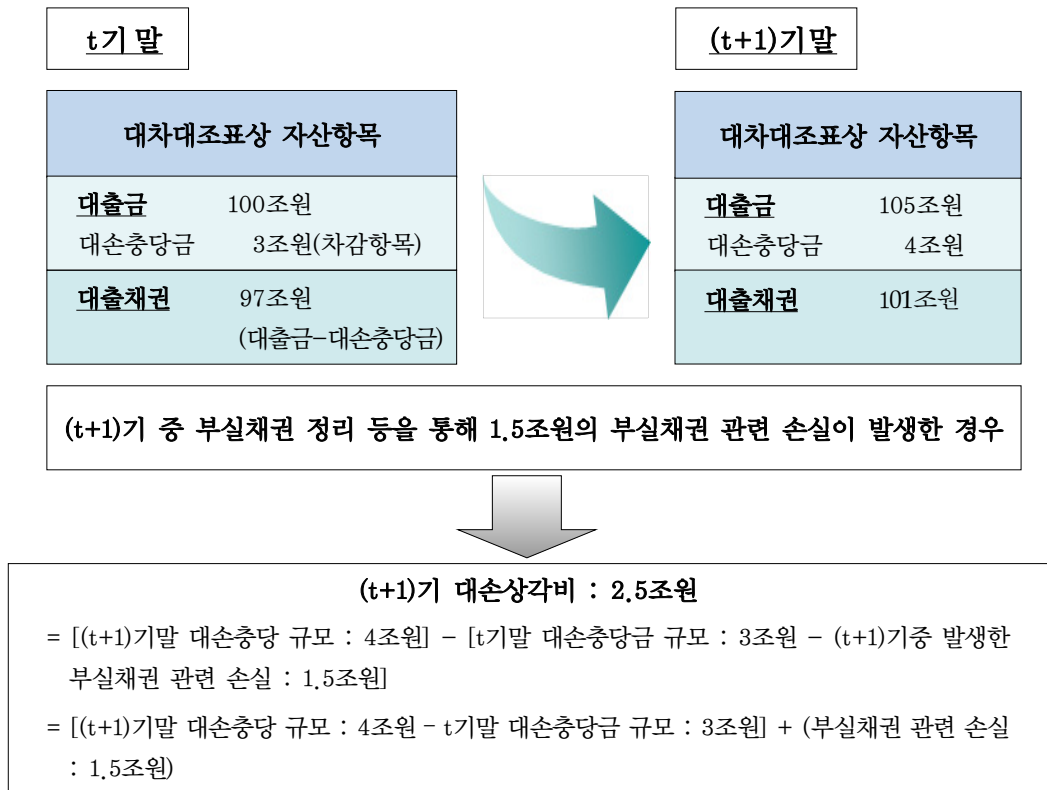 t기말
(t+1)기말
대차대조표상 자산항목
대출금 100조원
대손충당금 3조원(차감항목)
대출채권 97조원
(대출금-대손충당금)
대차대조표상 자산항목
대출금 105조원
대손충당금 4조원
대출채권 101조원
(t+1)기 중 부실채권 정리 등을 통해 1.5조원의 부실채권 관련 손실이 발생한 경우
(t+1)기 대손상각비 : 2.5조원
= [(t+1)기말 대손충당 규모 : 4조원] - [t기말 대손충당금 규모 : 3조원 - (t+1)기중 발생한
부실채권 관련 손실 : 1.5조원]
= [(t+1)기말 대손충당 규모 : 4조원 - t기말 대손충당금 규모 : 3조원] + (부실채권 관련 손실
: 1.5조원)